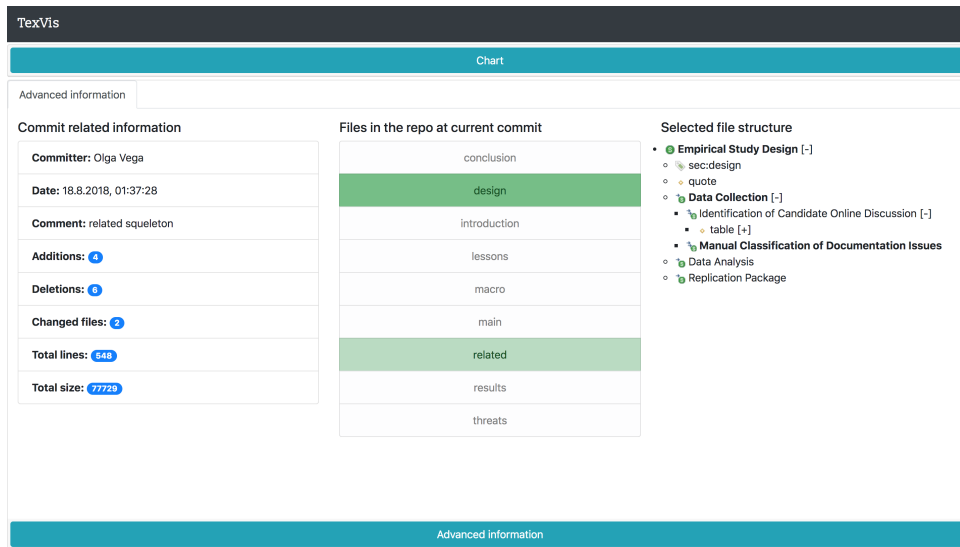 TexVis
Chart
Advanced information
Commit related information
Committer: Olga Vega
Date: 18.8.2018, 01:37:28
Comment: related squeleton
Additions: 4
Deletions: 6
Changed files: 2
Total lines: 548
Total size: 77729
Files in the repo at current commit
conclusion
design
introduction
lessons
macro
main
related
results
threats
Selected file structure
Empirical Study Design [-]
sec:design
quote
Data Collection [-]
Identification of Candidate Online Discussion [-]
table [+]
Manual Classification of Documentation Issues
Data Analysis
Replication Package
Advanced information